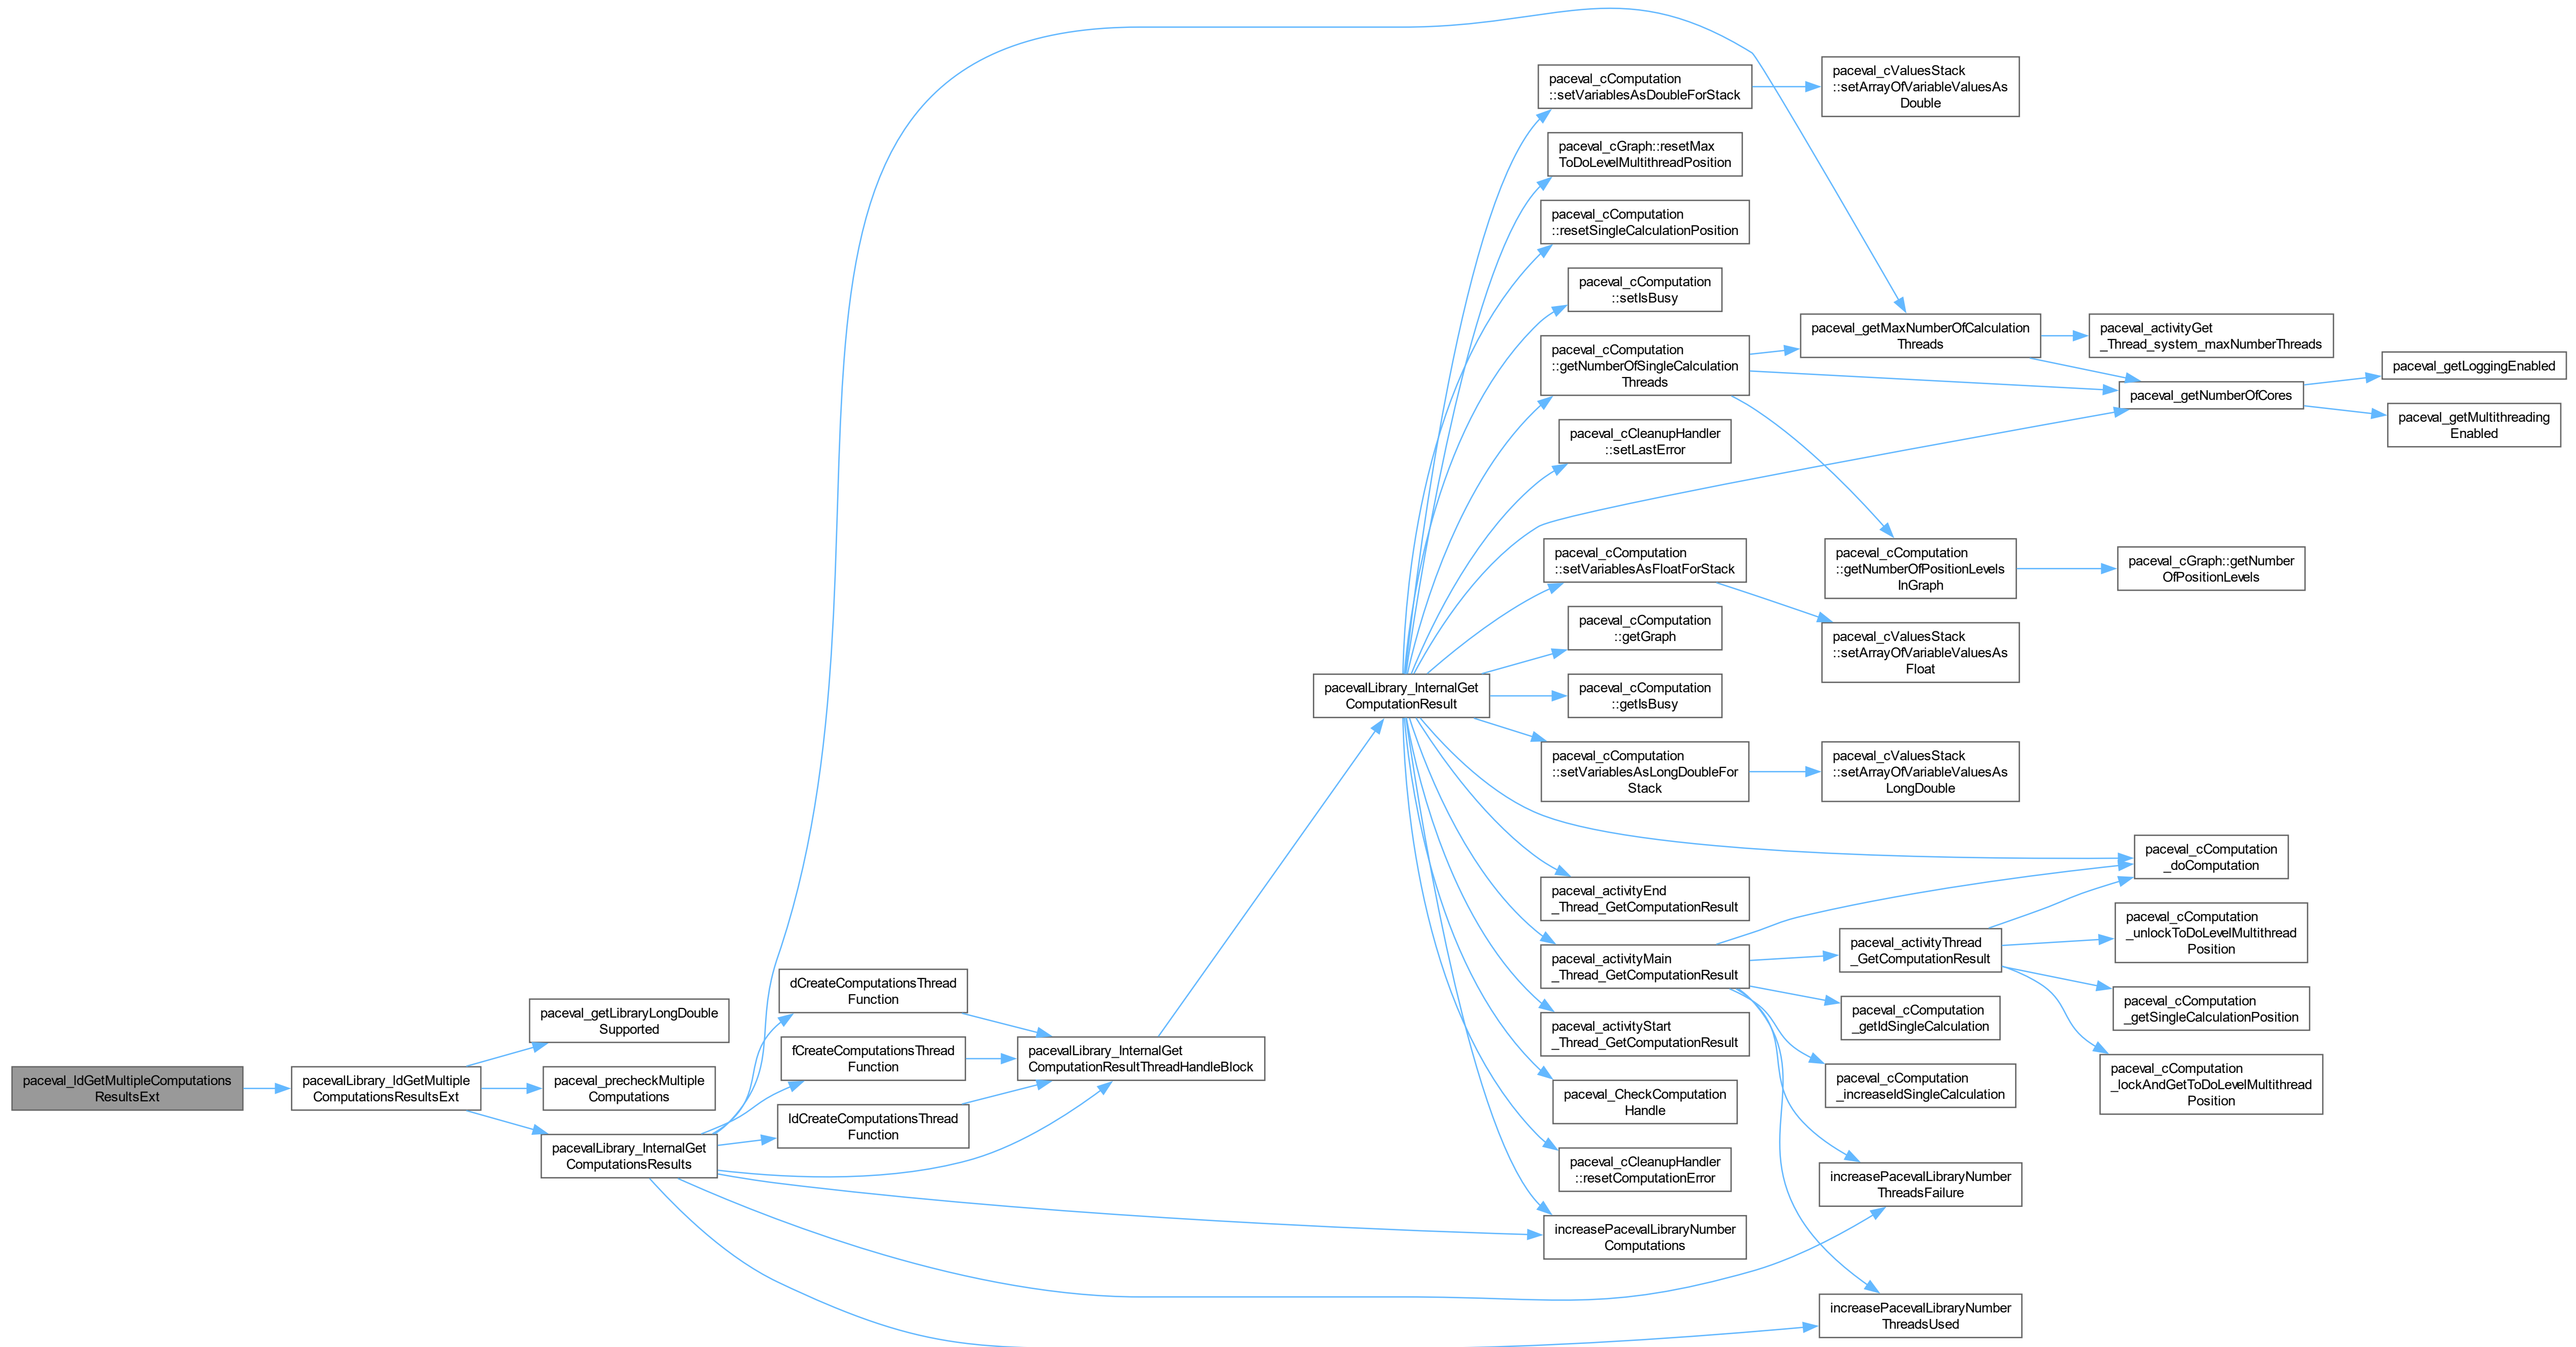 paceval_ldGetMultipleComputations
ResultsExt
pacevalLibrary_ldGetMultiple
ComputationsResultsExt
paceval_getLibraryLongDouble
Supported
paceval_precheckMultiple
Computations
pacevalLibrary_InternalGet
ComputationsResults
dCreateComputationsThread
Function
fCreateComputationsThread
Function
ldCreateComputationsThread
Function
pacevalLibrary_InternalGet
ComputationResultThreadHandleBlock
pacevalLibrary_InternalGet
ComputationResult
paceval_cComputation
::setVariablesAsDoubleForStack
paceval_cGraph::resetMax
ToDoLevelMultithreadPosition
paceval_cComputation
::resetSingleCalculationPosition
paceval_cComputation
::setIsBusy
paceval_cComputation
::getNumberOfSingleCalculation
Threads
paceval_cCleanupHandler
::setLastError
paceval_cComputation
::setVariablesAsFloatForStack
paceval_cComputation
::getGraph
paceval_cComputation
::getIsBusy
paceval_cComputation
::setVariablesAsLongDoubleFor
Stack
paceval_activityEnd
_Thread_GetComputationResult
paceval_activityMain
_Thread_GetComputationResult
paceval_activityStart
_Thread_GetComputationResult
paceval_CheckComputation
Handle
paceval_cCleanupHandler
::resetComputationError
increasePacevalLibraryNumber
Computations
paceval_cValuesStack
::setArrayOfVariableValuesAs
Double
paceval_getMaxNumberOfCalculation
Threads
paceval_cComputation
::getNumberOfPositionLevels
InGraph
paceval_cValuesStack
::setArrayOfVariableValuesAs
Float
paceval_cValuesStack
::setArrayOfVariableValuesAs
LongDouble
paceval_activityThread
_GetComputationResult
paceval_cComputation
_getIdSingleCalculation
paceval_cComputation
_increaseIdSingleCalculation
increasePacevalLibraryNumber
ThreadsFailure
increasePacevalLibraryNumber
ThreadsUsed
paceval_activityGet
_Thread_system_maxNumberThreads
paceval_getNumberOfCores
paceval_cGraph::getNumber
OfPositionLevels
paceval_cComputation
_doComputation
paceval_cComputation
_unlockToDoLevelMultithread
Position
paceval_cComputation
_getSingleCalculationPosition
paceval_cComputation
_lockAndGetToDoLevelMultithread
Position
paceval_getLoggingEnabled
paceval_getMultithreading
Enabled